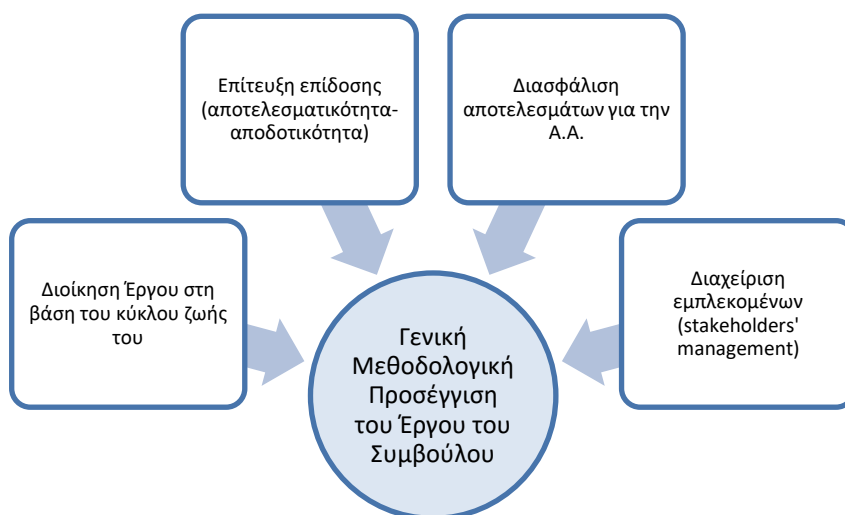 Επίτευξη επίδοσης
(αποτελεσματικότητα-
αποδοτικότητα)
Διασφάλιση
αποτελεσμάτων για την
Α.Α.
Διοίκηση Έργου στη
βάση του κύκλου ζωής
του
Διαχείριση
εμπλεκομένων
(stakeholders'
management)
Γενική
Μεθοδολογική
Προσέγγιση
του Έργου του
Συμβούλου